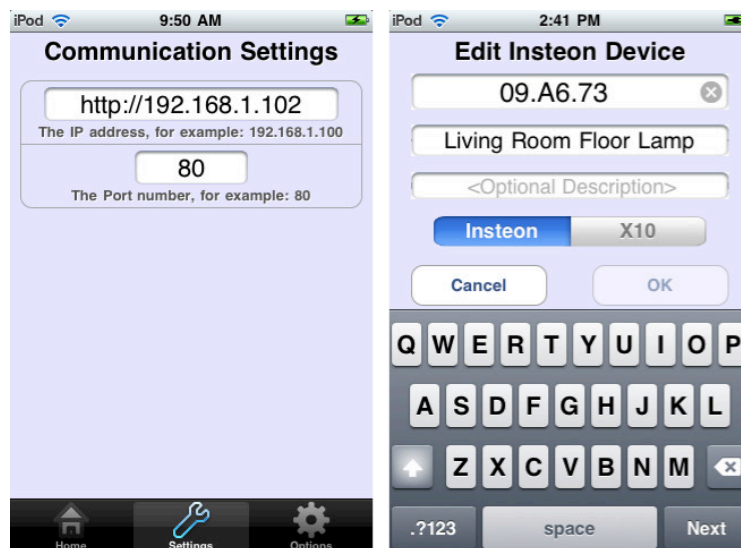 iPod 9:50 AM
Communication Settings
http://192.168.1.102
The IP address, for example: 192.168.1.100
80
The Port number, for example: 80
Home Settings Options
iPod 2:41 PM
Edit Insteon Device
09.A6.73
Living Room Floor Lamp
<Optional Description>
Insteon X10
Cancel OK
Q W E R T Y U I O P
A S D F G H J K L
Z X C V B N M
.?123 space Next